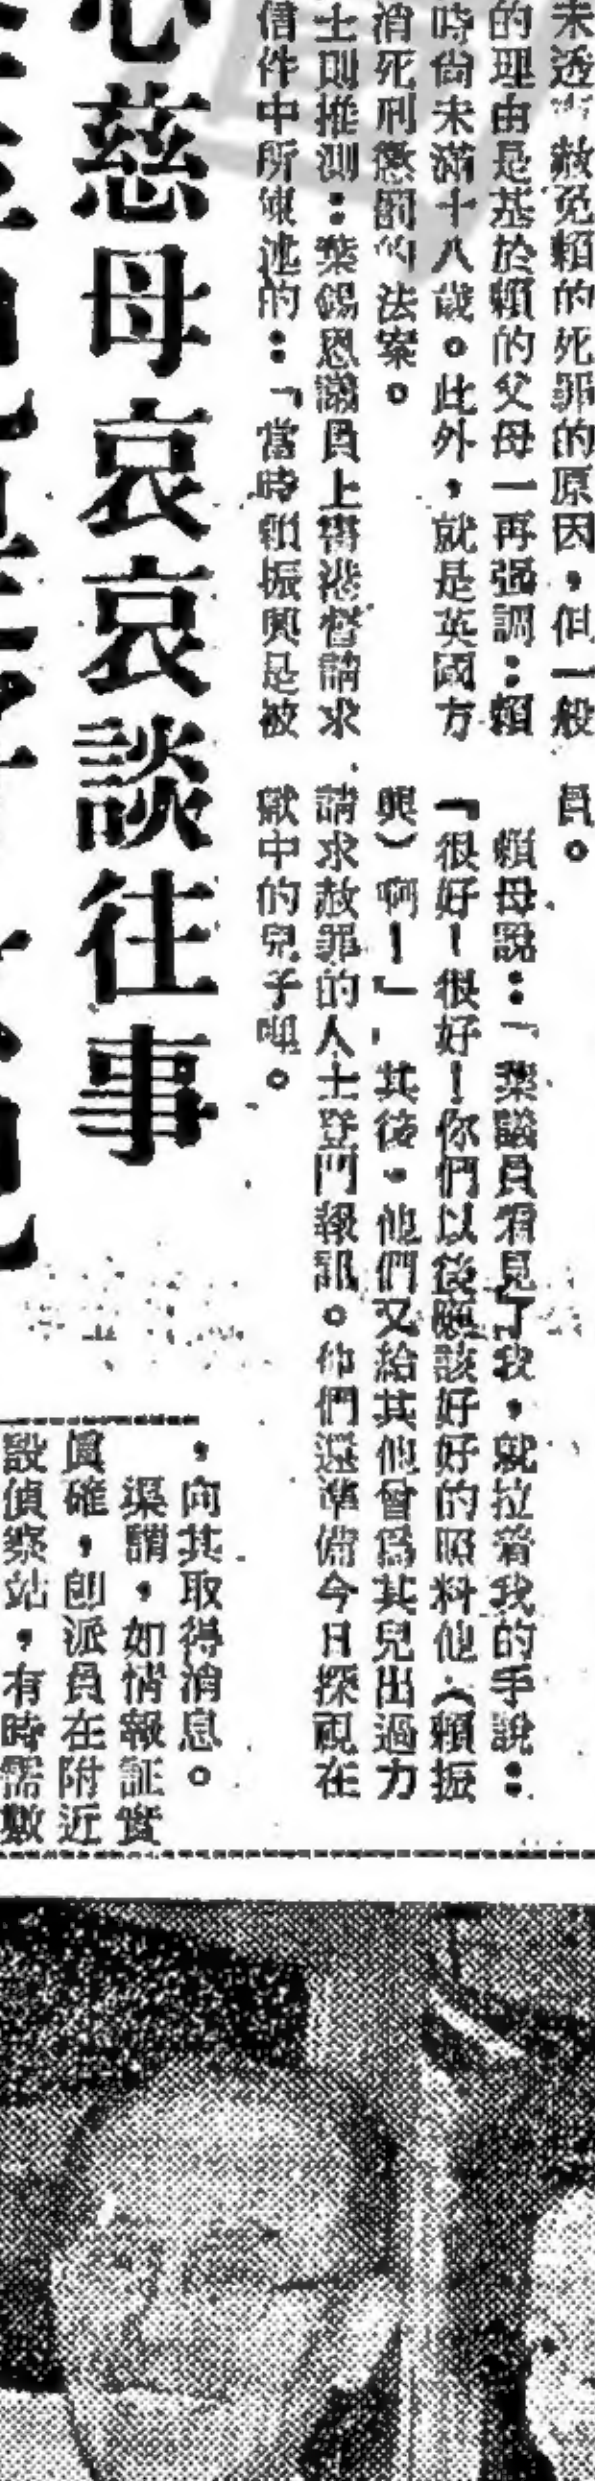 未透　赦免賴的死罪的原因，但一般
的理由是基於賴的父母一再强調：賴
時尙未滿十八歲。此外，就是英國方
消死刑懲罰的法案。
士則推測：葉錫恩議員上書港督請求
信件中所陳述的：「當時賴振興是被
員。
賴母說：「葉議員看見了我，就拉着我的手說：
『很好！很好！你們以後應該好好的照料他（賴振
興）啊！』其後，他們又給其他曾爲其兒出過力
請求赦罪的人士登門報訊。他們還準備今日探視在
獄中的兒子呢。
心慈母哀哀談往事
，向其取得消息。
渠謂，如情報証實
眞確，卽派員在附近
設偵察站，有時需數